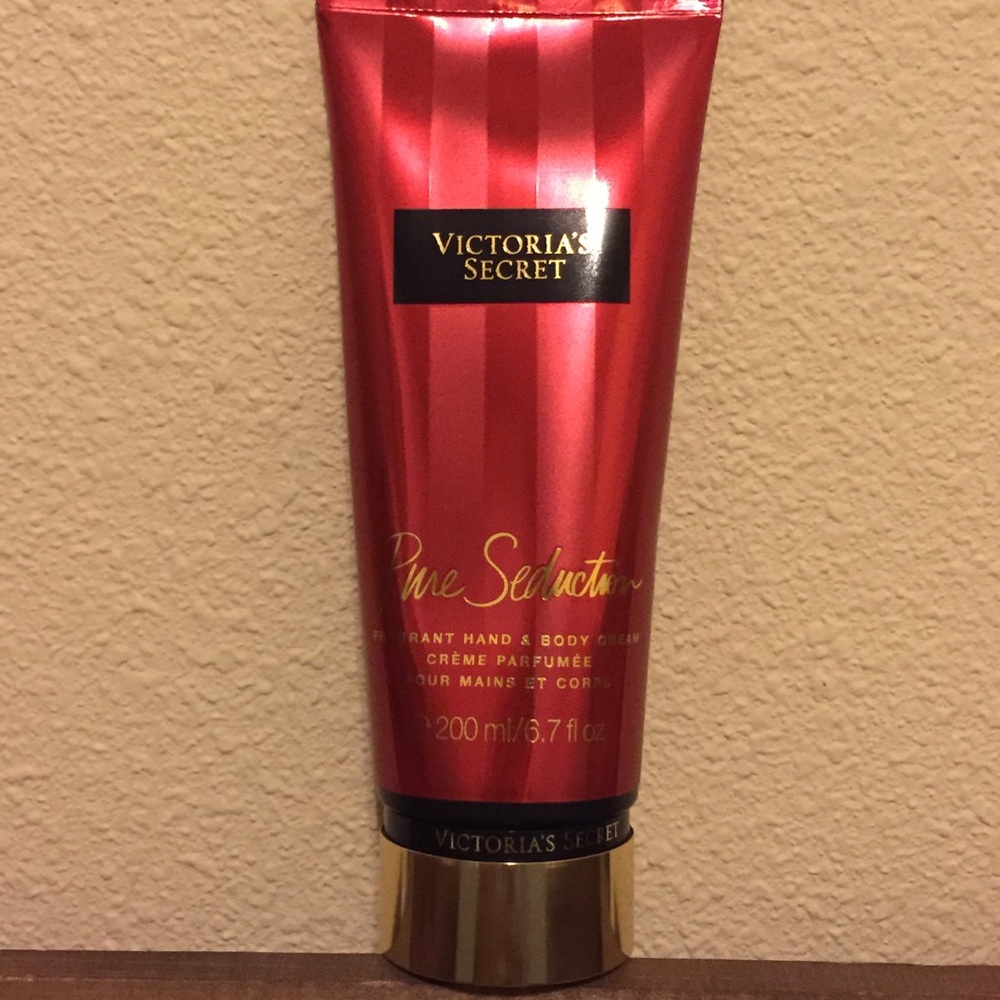 VICTORIA'S
SECRET
Pure Seduction
FRAGRANT HAND & BODY CREAM
CRÈME PARFUMÉE
POUR MAINS ET CORPS
℮ 200 ml/6.7 fl oz
VICTORIA'S SECRET